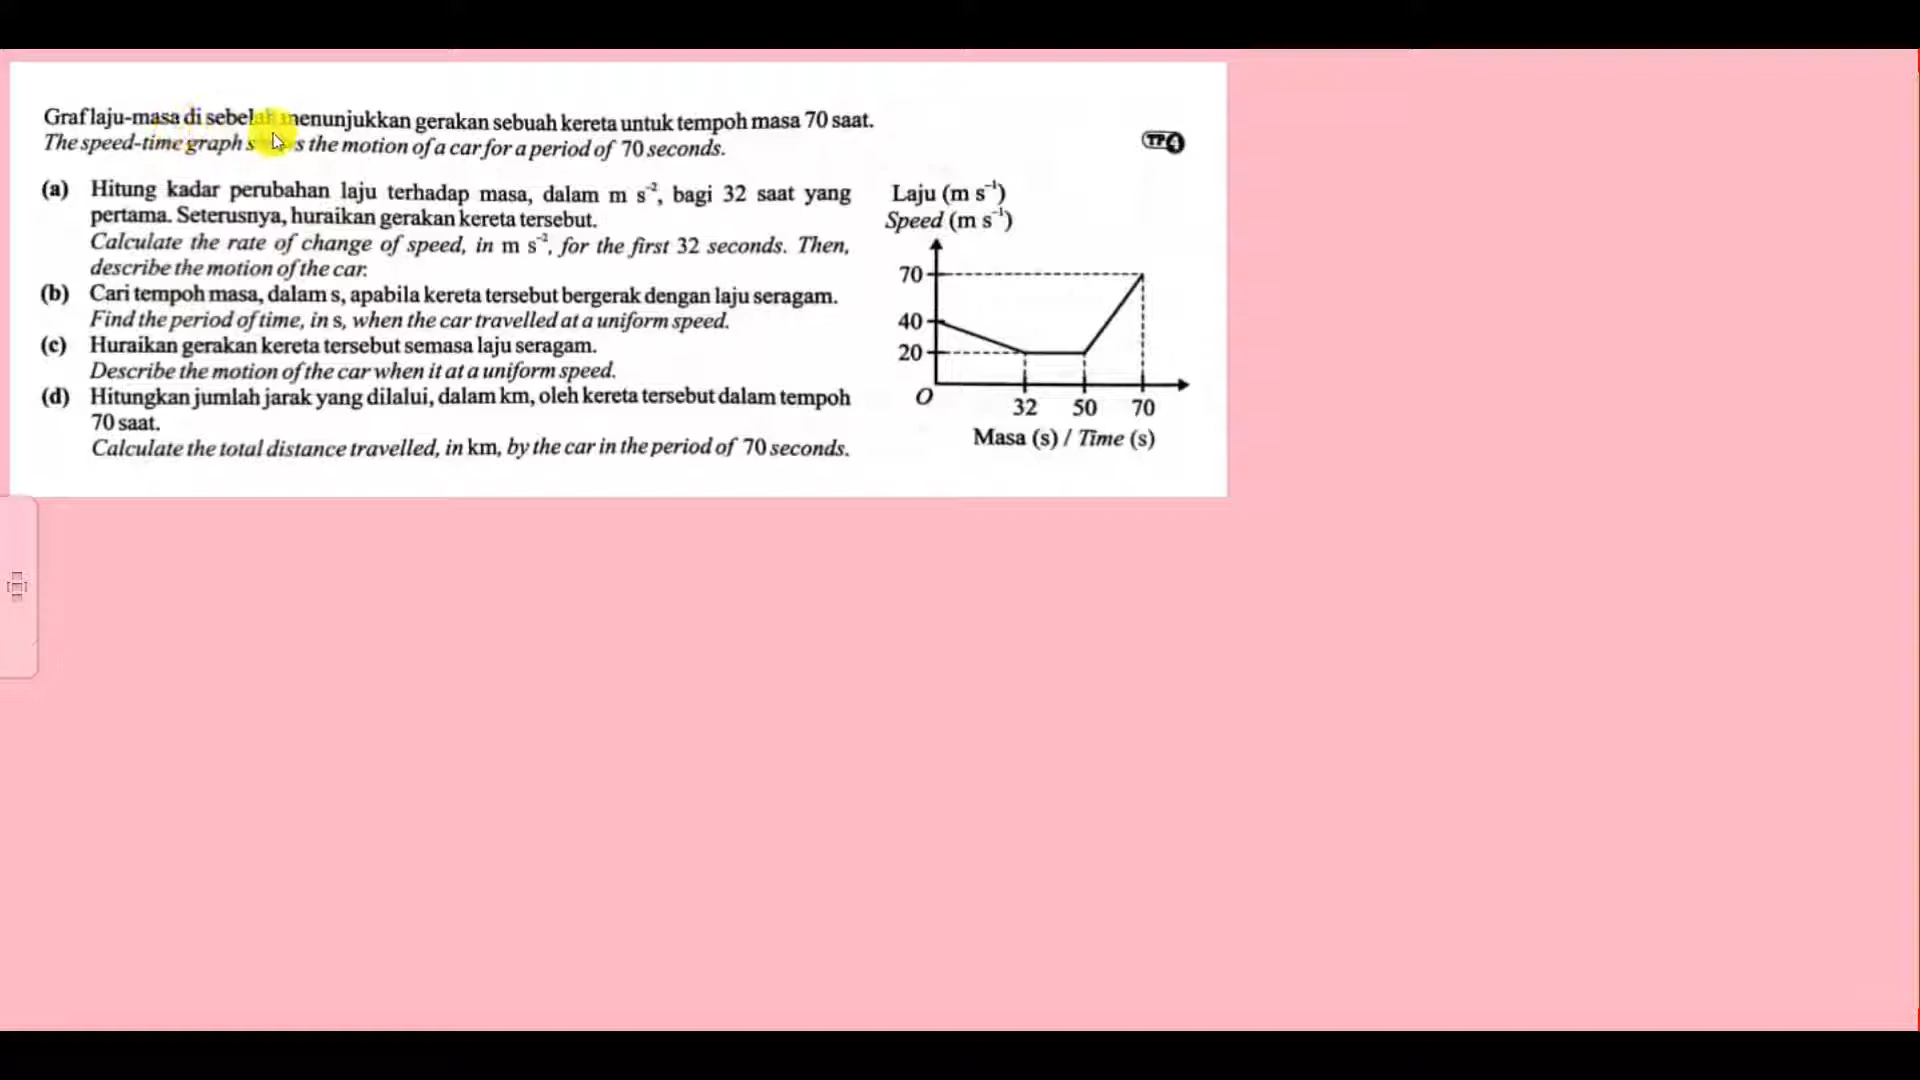 Graf laju-masa di sebelah menunjukkan gerakan sebuah kereta untuk tempoh masa 70 saat.
The speed-time graph the motion of a car for a period of 70 seconds.
TP4
(a) Hitung kadar perubahan laju terhadap masa, dalam m s⁻², bagi 32 saat yang
pertama. Seterusnya, huraikan gerakan kereta tersebut.
Calculate the rate of change of speed, in m s⁻², for the first 32 seconds. Then,
describe the motion of the car.
(b) Cari tempoh masa, dalam s, apabila kereta tersebut bergerak dengan laju seragam.
Find the period of time, in s, when the car travelled at a uniform speed.
(c) Huraikan gerakan kereta tersebut semasa laju seragam.
Describe the motion of the car when it at a uniform speed.
(d) Hitungkan jumlah jarak yang dilalui, dalam km, oleh kereta tersebut dalam tempoh
70 saat.
Calculate the total distance travelled, in km, by the car in the period of 70 seconds.
Laju (m s⁻¹)
Speed (m s⁻¹)
70
40
20
O
32 50 70
Masa (s) / Time (s)